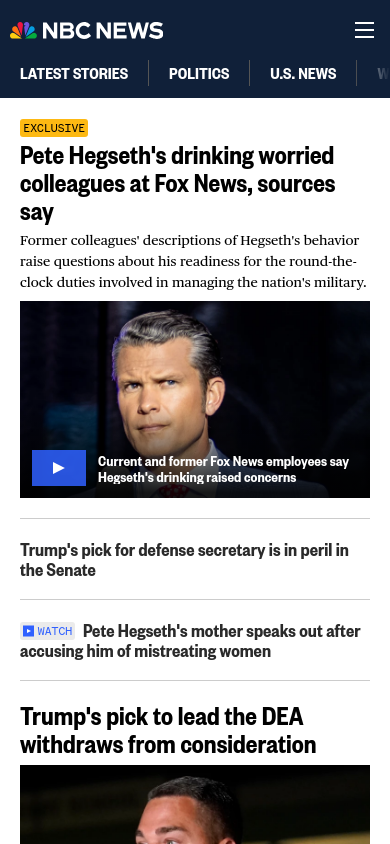 NBC NEWS
LATEST STORIES
POLITICS
U.S. NEWS
EXCLUSIVE
Pete Hegseth's drinking worried
colleagues at Fox News, sources
say
Former colleagues' descriptions of Hegseth's behavior
raise questions about his readiness for the round-the-
clock duties involved in managing the nation's military.
Current and former Fox News employees say
Hegseth's drinking raised concerns
Trump's pick for defense secretary is in peril in
the Senate
WATCH Pete Hegseth's mother speaks out after
accusing him of mistreating women
Trump's pick to lead the DEA
withdraws from consideration